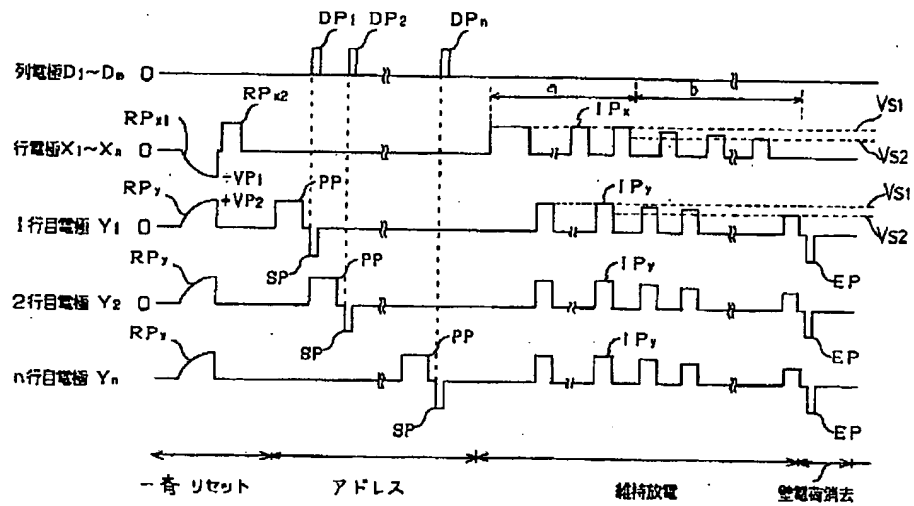 DP1 DP2 DPn
列電極D1~Dm 0
a b
RPx1 RPx2 IPx VS1
行電極X1~Xn 0
VS2
-VP1
RPy +VP2 PP IPy VS1
1行目電極 Y1 0
VS2
SP EP
RPy PP IPy
2行目電極 Y2 0
SP EP
RPy PP IPy
n行目電極 Yn
SP EP
一斉 リセット アドレス 維持放電 壁電荷消去